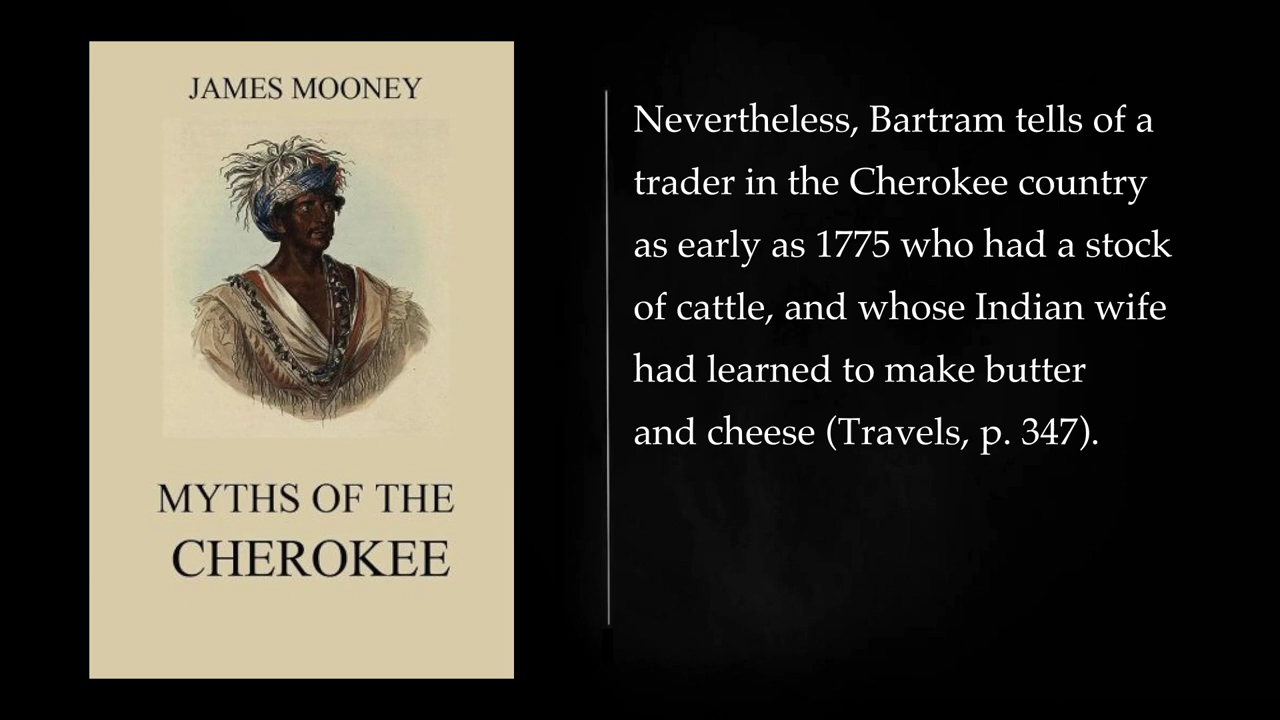 JAMES MOONEY
MYTHS OF THE
CHEROKEE
Nevertheless, Bartram tells of a
trader in the Cherokee country
as early as 1775 who had a stock
of cattle, and whose Indian wife
had learned to make butter
and cheese (Travels, p. 347).